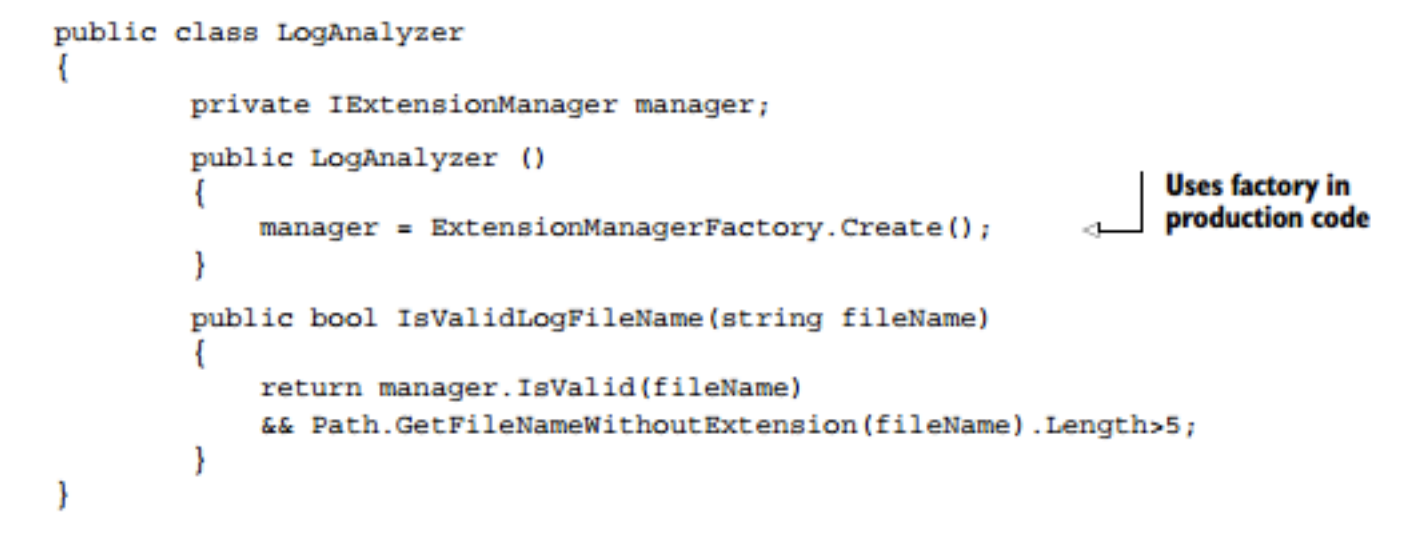 public class LogAnalyzer
{
private IExtensionManager manager;
public LogAnalyzer ()
{
manager = ExtensionManagerFactory.Create();
Uses factory in
production code
}
public bool IsValidLogFileName(string fileName)
{
return manager.IsValid(fileName)
&& Path.GetFileNameWithoutExtension(fileName).Length>5;
}
}